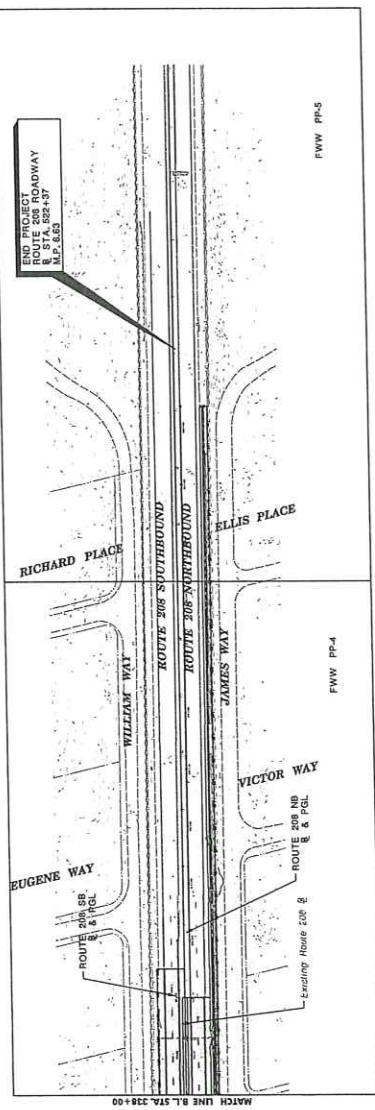 END PROJECT
ROUTE 208 ROADWAY
B STA. 522+37
M.P. 6.63
RICHARD PLACE
ROUTE 208 SOUTHBOUND
ROUTE 208 NORTHBOUND
ELLIS PLACE
FWW PP-5
WILLIAM WAY
JAMES WAY
EUGENE WAY
ROUTE 208 SB
B & PGL
VICTOR WAY
FWW PP-4
ROUTE 208 NB
B & PGL
Existing Route 208 B
MATCH LINE B.L. STA. 338+00